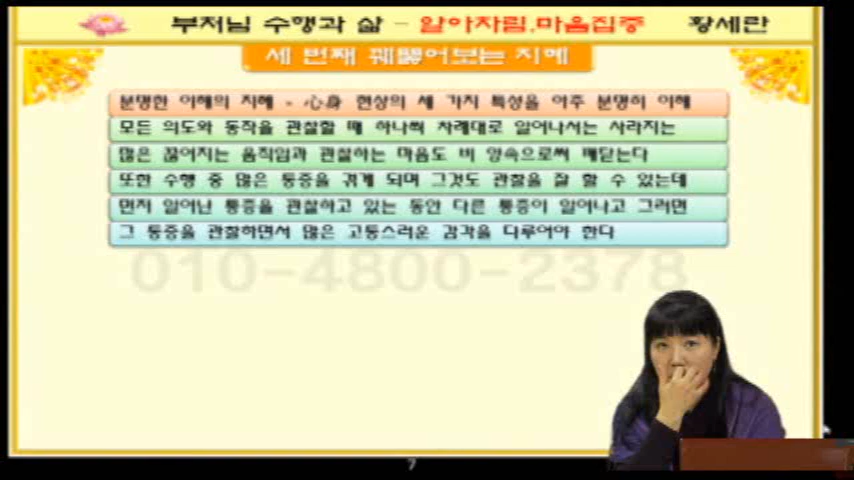 부처님 수행과 삶 - 알아차림,마음집중 황세란
세 번째 꿰뚫어보는 지혜
분명한 이해의 지혜 - 心身 현상의 세 가지 특성을 아주 분명히 이해
모든 의도와 동작을 관찰할 때 하나씩 차례대로 일어나서는 사라지는
많은 끊어지는 움직임과 관찰하는 마음도 비 영속으로써 깨닫는다
또한 수행 중 많은 통증을 겪게 되며 그것도 관찰을 잘 할 수 있는데
먼저 일어난 통증을 관찰하고 있는 동안 다른 통증이 일어나고 그러면
그 통증을 관찰하면서 많은 고통스러운 감각을 다루어야 한다
010-4800-2378
7